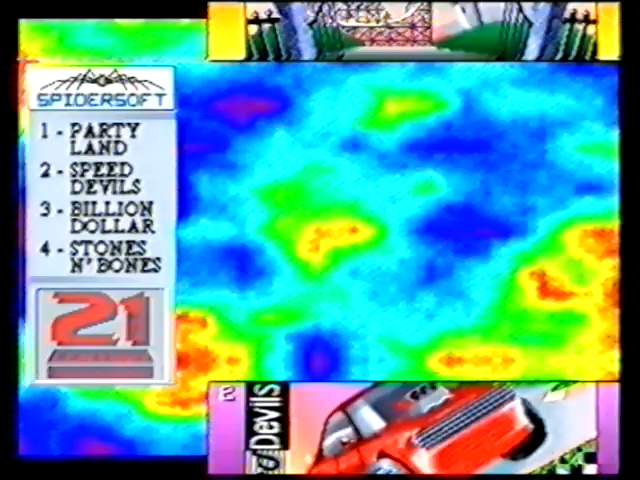 SPIDERSOFT
1 - PARTY
LAND
2 - SPEED
DEVILS
3 - BILLION
DOLLAR
4 - STONES
N' BONES
21
2
Devils